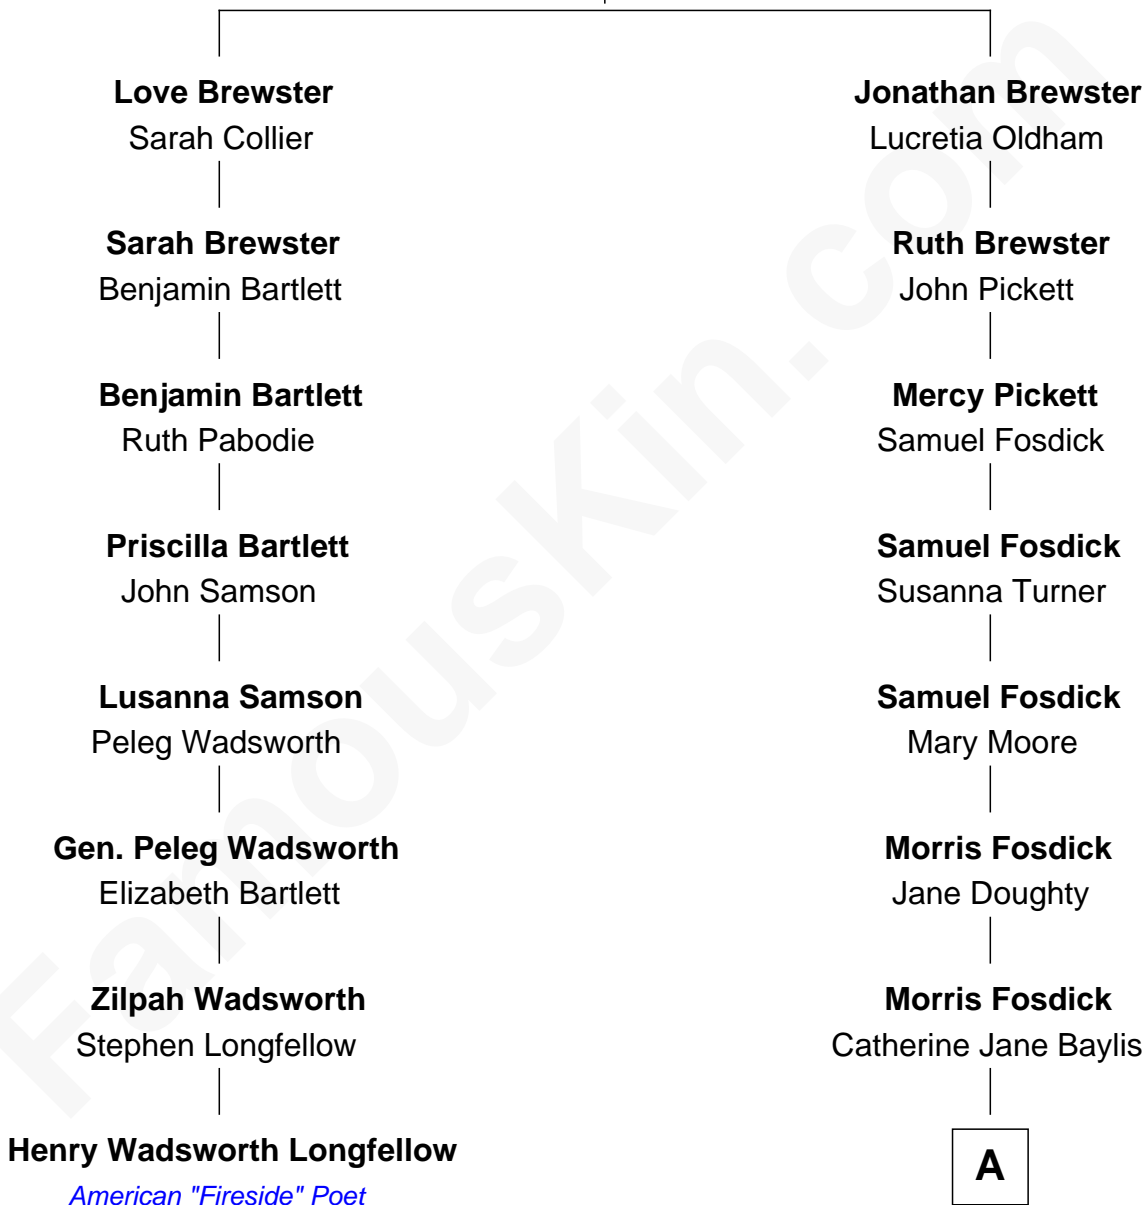 Love Brewster
Sarah Collier
Sarah Brewster
Benjamin Bartlett
Benjamin Bartlett
Ruth Pabodie
Priscilla Bartlett
John Samson
Lusanna Samson
Peleg Wadsworth
Gen. Peleg Wadsworth
Elizabeth Bartlett
Zilpah Wadsworth
Stephen Longfellow
Henry Wadsworth Longfellow
American "Fireside" Poet
Jonathan Brewster
Lucretia Oldham
Ruth Brewster
John Pickett
Mercy Pickett
Samuel Fosdick
Samuel Fosdick
Susanna Turner
Samuel Fosdick
Mary Moore
Morris Fosdick
Jane Doughty
Morris Fosdick
Catherine Jane Baylis
A
FamousKin.com